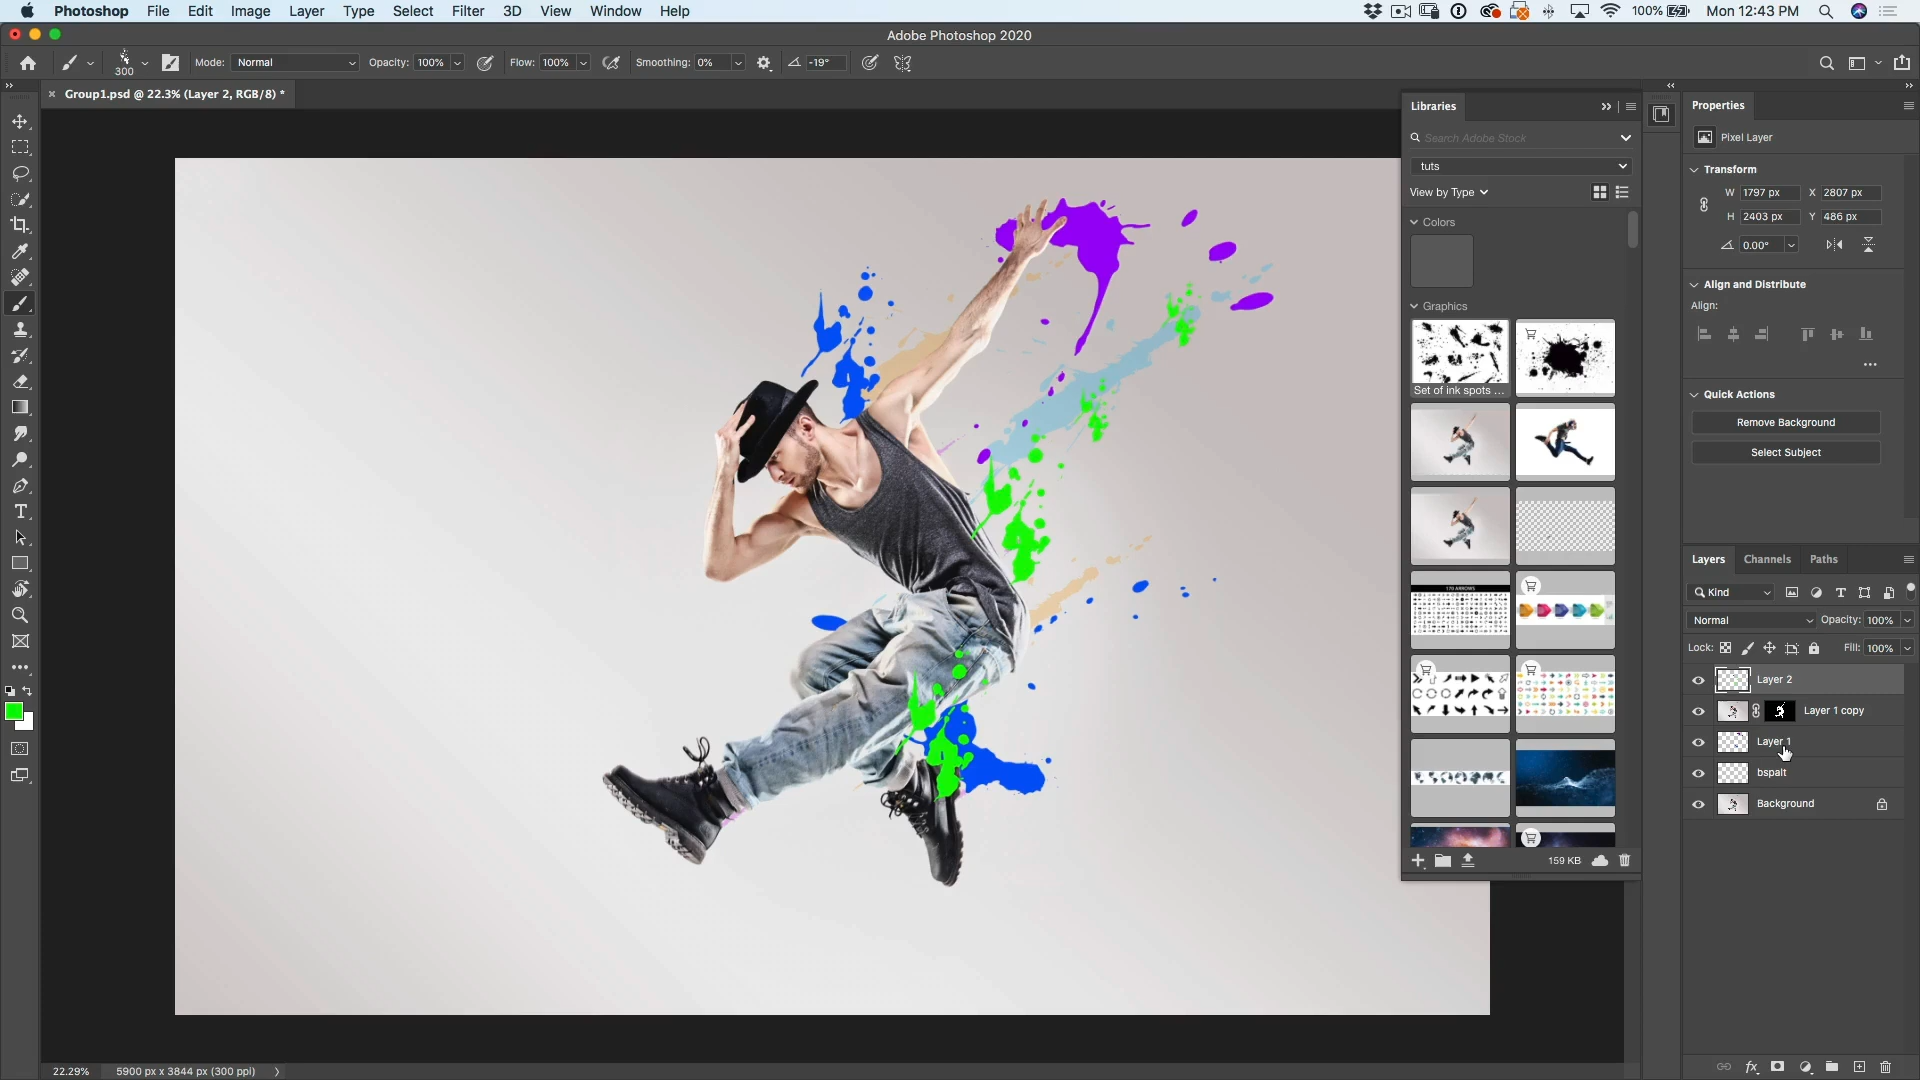 Photoshop File Edit Image Layer Type Select Filter 3D View Window Help 100% Mon 12:43 PM
Adobe Photoshop 2020
300 Mode: Normal Opacity: 100% Flow: 100% Smoothing: 0% -19°
Group1.psd @ 22.3% (Layer 2, RGB/8) *
Libraries
Search Adobe Stock
tuts
View by Type
Colors
Graphics
Set of ink spots ...
170 ARROWS
159 KB
Properties
Pixel Layer
Transform
W 1797 px X 2807 px
H 2403 px Y 486 px
0.00°
Align and Distribute
Align:
Quick Actions
Remove Background
Select Subject
Layers Channels Paths
Kind
Normal Opacity: 100%
Lock: Fill: 100%
Layer 2
Layer 1 copy
Layer 1
bspalt
Background
22.29% 5900 px x 3844 px (300 ppi)